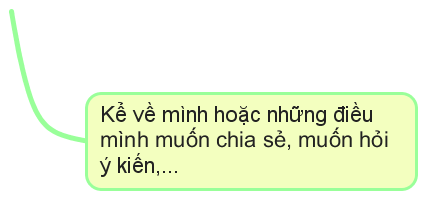 Kể về mình hoặc những điều
mình muốn chia sẻ, muốn hỏi
ý kiến,...